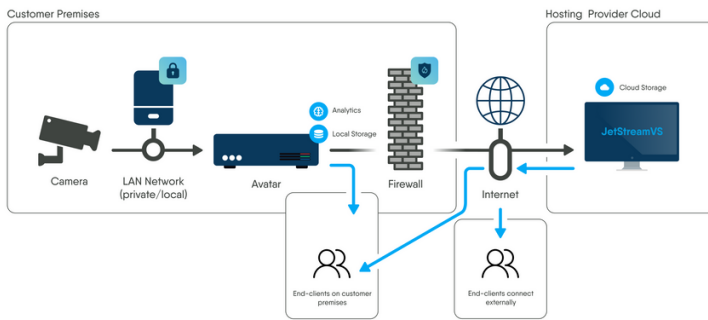 Customer Premises
Hosting Provider Cloud
Analytics
Local Storage
Cloud Storage
JetStreamVS
Camera
LAN Network
(private/local)
Avatar
Firewall
Internet
End-clients on customer
premises
End-clients connect
externally